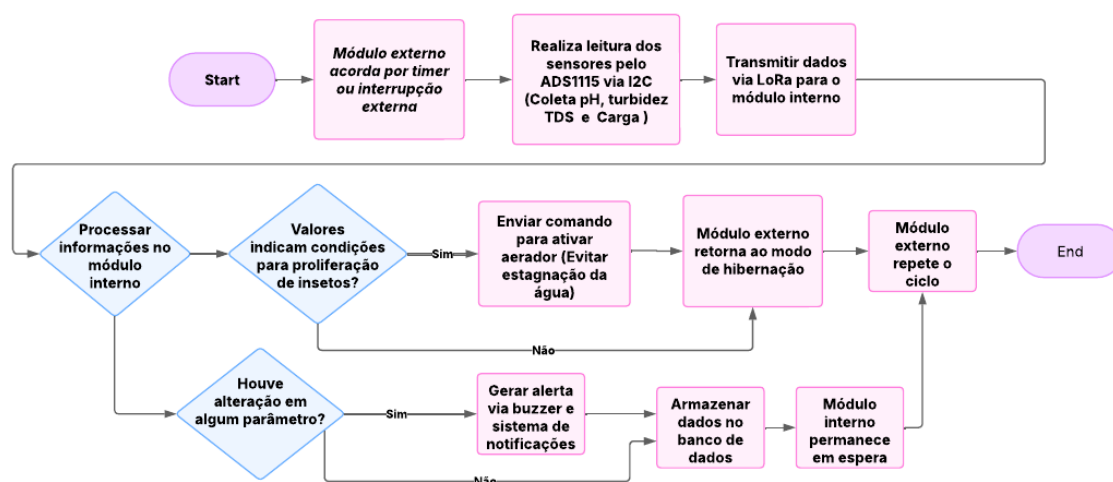 Start
Módulo externo
acorda por timer
ou interrupção
externa
Realiza leitura dos
sensores pelo
ADS1115 via I2C
(Coleta pH, turbidez
TDS e Carga )
Transmitir dados
via LoRa para o
módulo interno
Processar
informações no
módulo
interno
Valores
indicam condições
para proliferação
de insetos?
Sim
Enviar comando
para ativar
aerador (Evitar
estagnação da
água)
Módulo externo
retorna ao modo
de hibernação
Módulo
externo
repete o
ciclo
End
Não
Houve
alteração em
algum parâmetro?
Sim
Gerar alerta
via buzzer e
sistema de
notificações
Armazenar
dados no
banco de
dados
Módulo
interno
permanece
em espera
Não